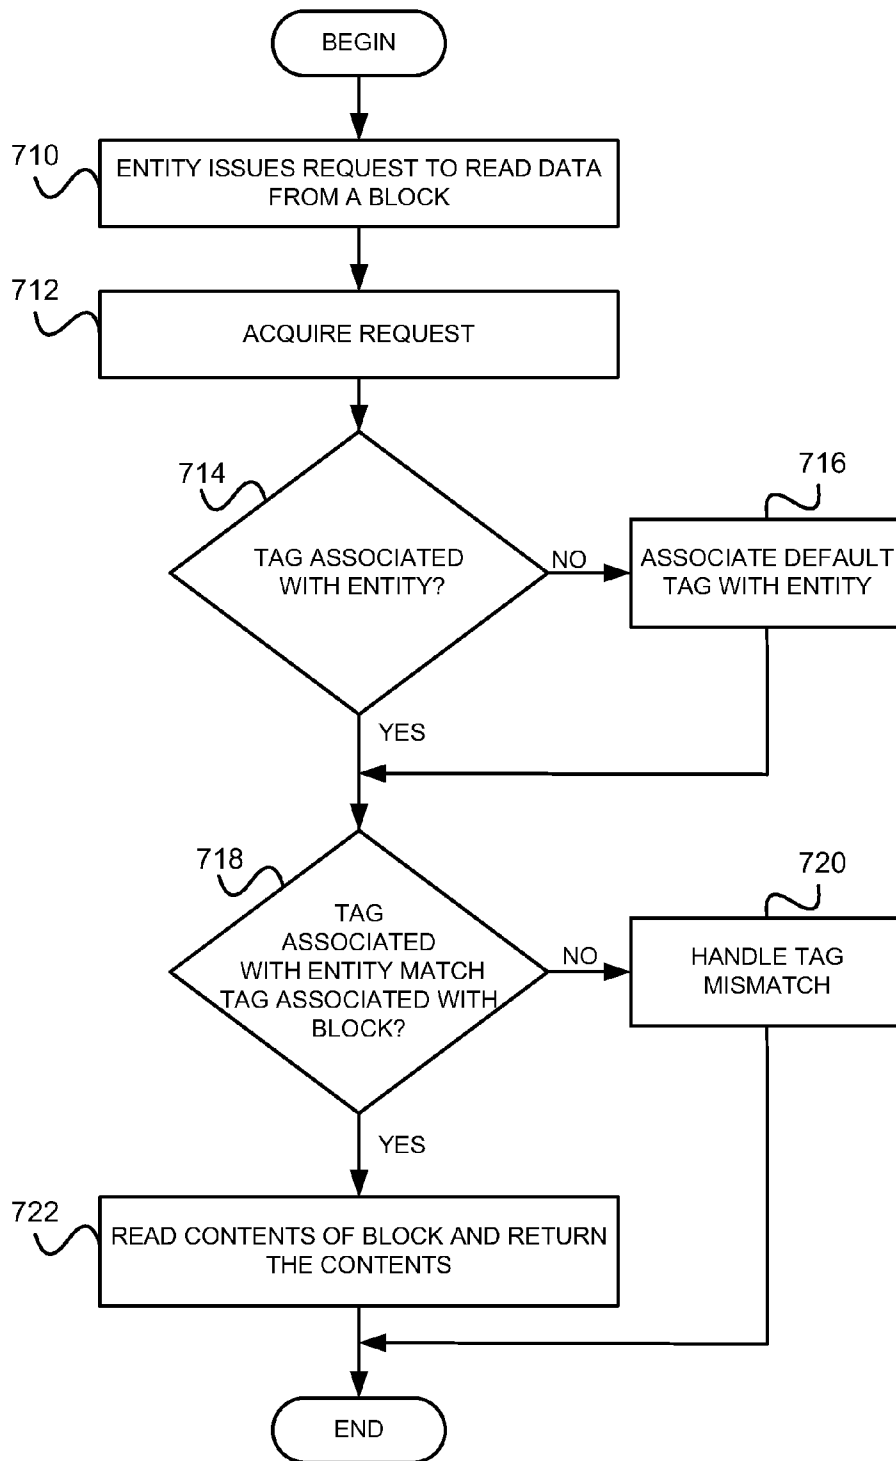 BEGIN
710
ENTITY ISSUES REQUEST TO READ DATA
FROM A BLOCK
712
ACQUIRE REQUEST
714
TAG ASSOCIATED
WITH ENTITY?
NO
716
ASSOCIATE DEFAULT
TAG WITH ENTITY
YES
718
TAG
ASSOCIATED
WITH ENTITY MATCH
TAG ASSOCIATED WITH
BLOCK?
NO
720
HANDLE TAG
MISMATCH
YES
722
READ CONTENTS OF BLOCK AND RETURN
THE CONTENTS
END